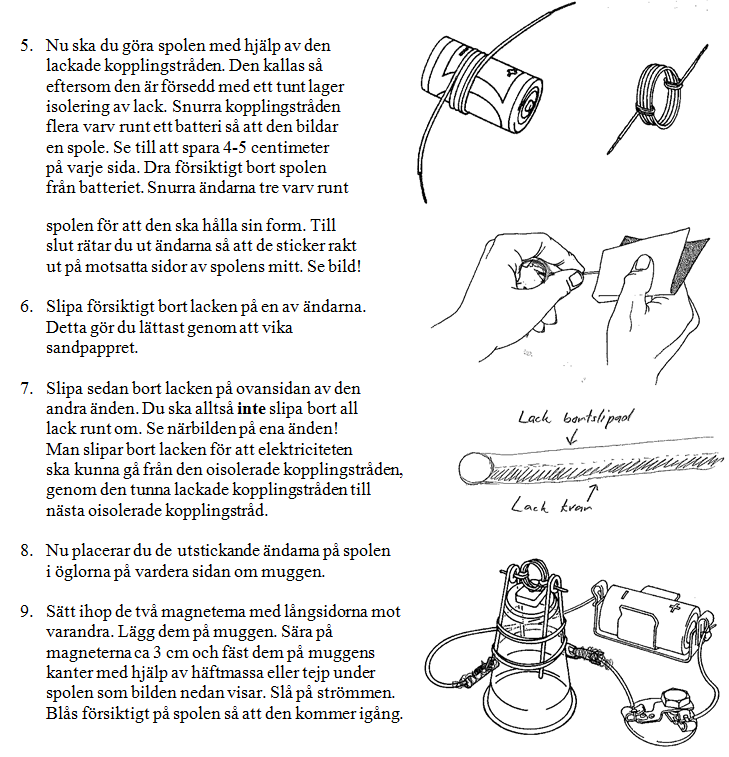 5. Nu ska du göra spolen med hjälp av den
lackade kopplingstråden. Den kallas så
eftersom den är försedd med ett tunt lager
isolering av lack. Snurra kopplingstråden
flera varv runt ett batteri så att den bildar
en spole. Se till att spara 4-5 centimeter
på varje sida. Dra försiktigt bort spolen
från batteriet. Snurra ändarna tre varv runt
spolen för att den ska hålla sin form. Till
slut rätar du ut ändarna så att de sticker rakt
ut på motsatta sidor av spolens mitt. Se bild!
6. Slipa försiktigt bort lacken på en av ändarna.
Detta gör du lättast genom att vika
sandpappret.
7. Slipa sedan bort lacken på ovansidan av den
andra änden. Du ska alltså inte slipa bort all
lack runt om. Se närbilden på ena änden!
Man slipar bort lacken för att elektriciteten
ska kunna gå från den oisolerade kopplingstråden,
genom den tunna lackade kopplingstråden till
nästa oisolerade kopplingstråd.
Lack bortslipad
Lack kvar
8. Nu placerar du de utstickande ändarna på spolen
i öglorna på vardera sidan om muggen.
9. Sätt ihop de två magneterna med långsidorna mot
varandra. Lägg dem på muggen. Sära på
magneterna ca 3 cm och fäst dem på muggens
kanter med hjälp av häftmassa eller tejp under
spolen som bilden nedan visar. Slå på strömmen.
Blås försiktigt på spolen så att den kommer igång.